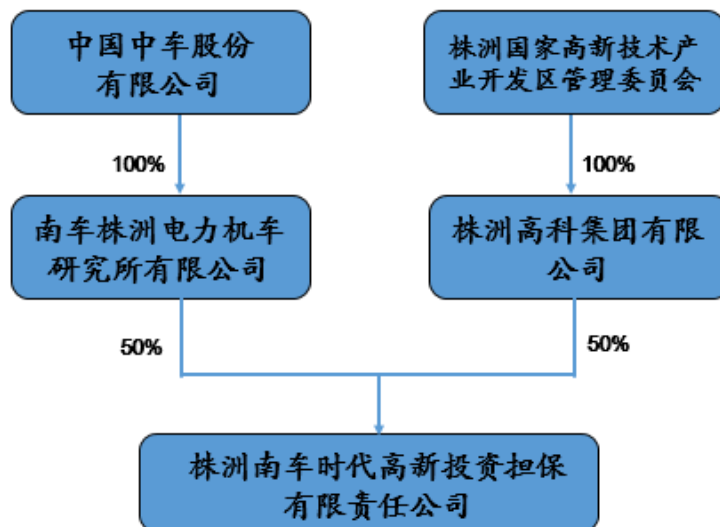 中国中车股份
有限公司
株洲国家高新技术产
业开发区管理委员会
100%
100%
南车株洲电力机车
研究所有限公司
株洲高科集团有限
公司
50%
50%
株洲南车时代高新投资担保
有限责任公司